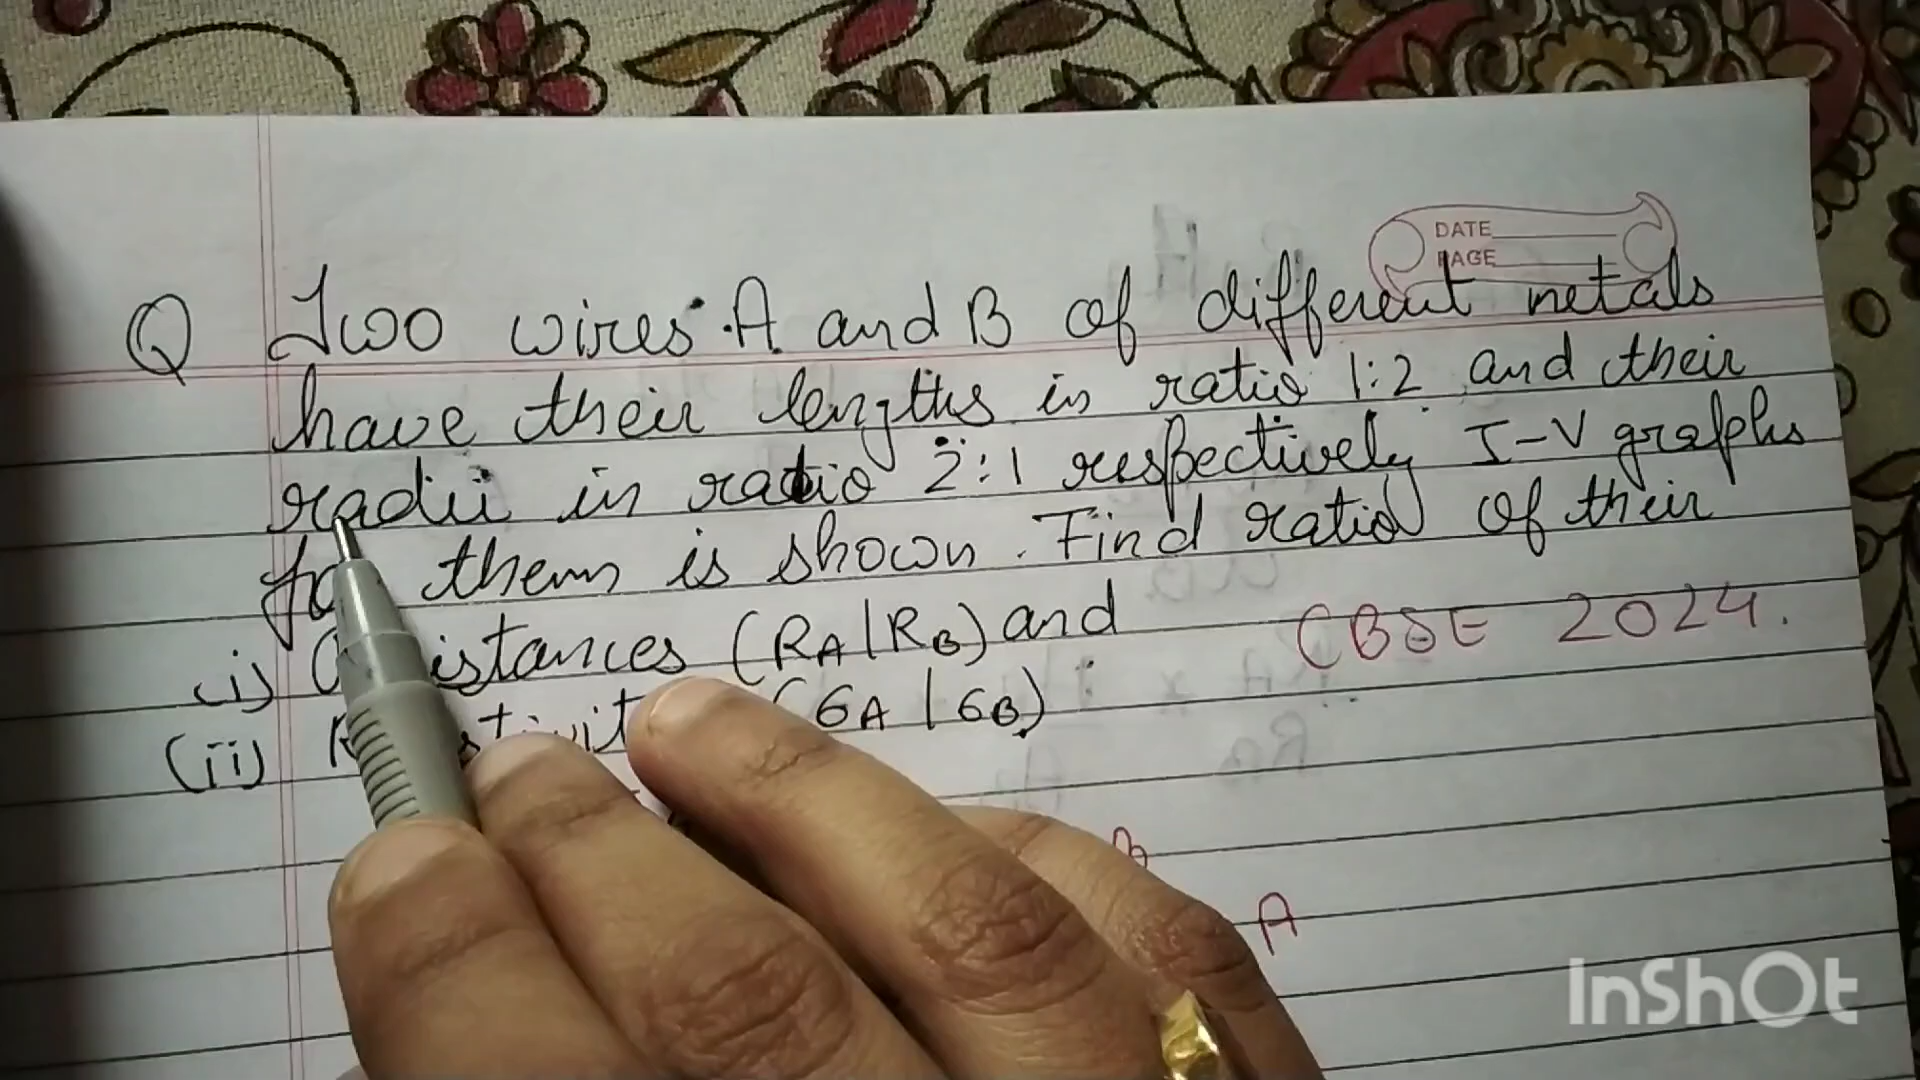 DATE
PAGE
Q Two wires A and B of different metals
have their lengths in ratio 1:2 and their
radii in ratio 2:1 respectively I-V graphs
them is shown. Find ratio of their
(i) (RA/RB) and
CBSE 2024.
(ii) (GA/GB)
B
A
InShOt